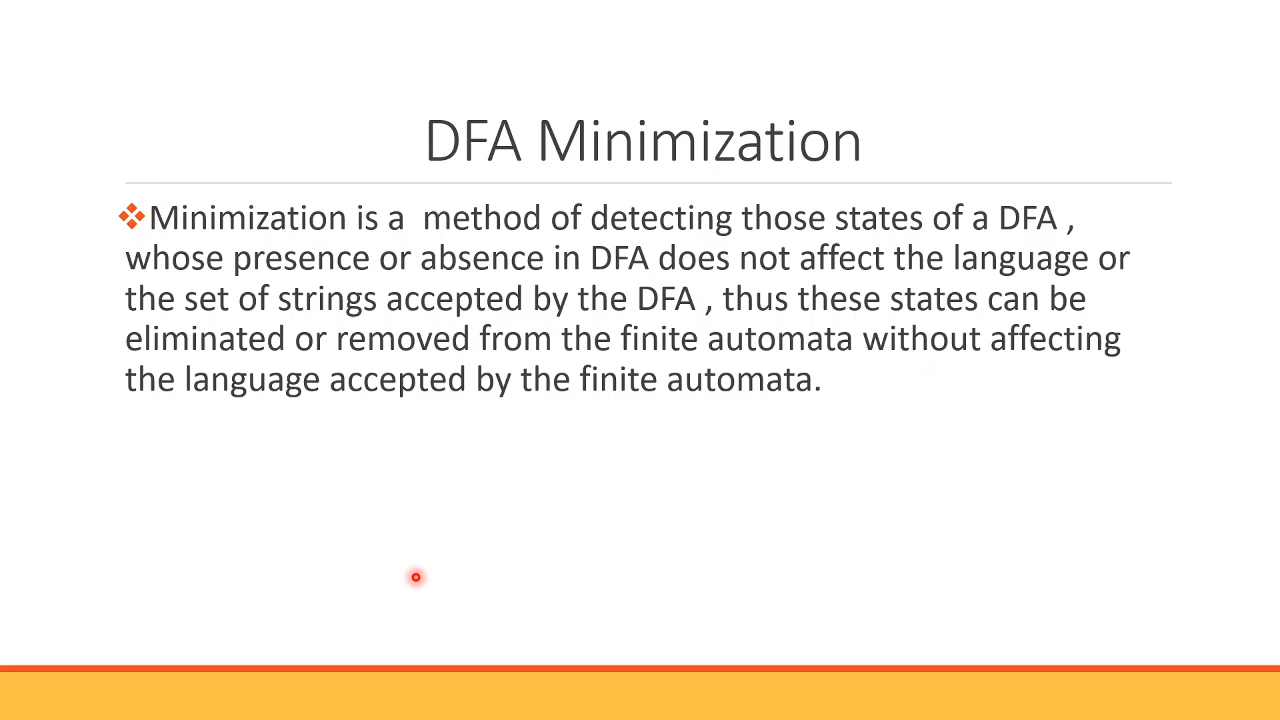 DFA Minimization
❖Minimization is a  method of detecting those states of a DFA ,
whose presence or absence in DFA does not affect the language or
the set of strings accepted by the DFA , thus these states can be
eliminated or removed from the finite automata without affecting
the language accepted by the finite automata.